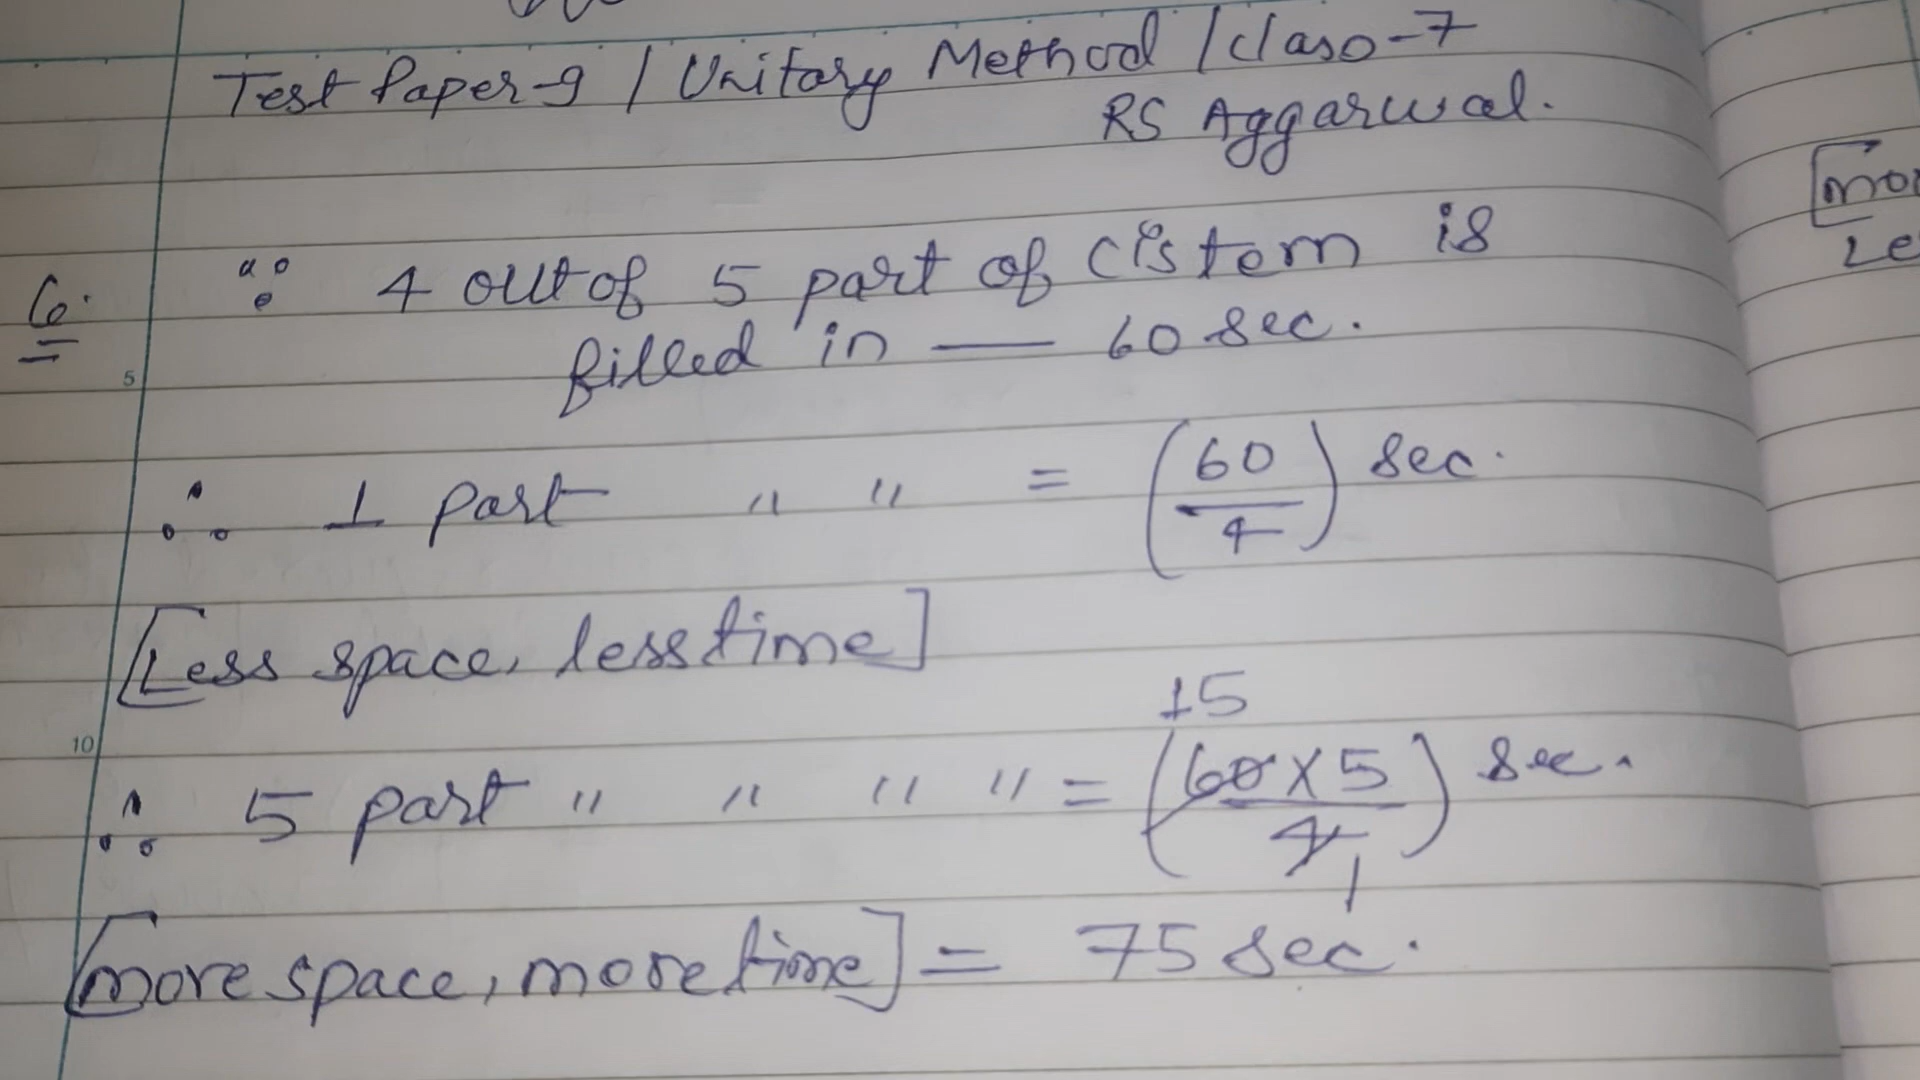 Test Paper-9 / Unitary Method / Class-7
RS Aggarwal.
6. ∵ 4 out of 5 part of cistern is
filled in — 60 sec.
5
∴ 1 part " " = (60/4) sec.
[Less space, less time]
15
10
∴ 5 part " " " " = (60×5/4) sec.
1
[more space, more time] = 75 sec.